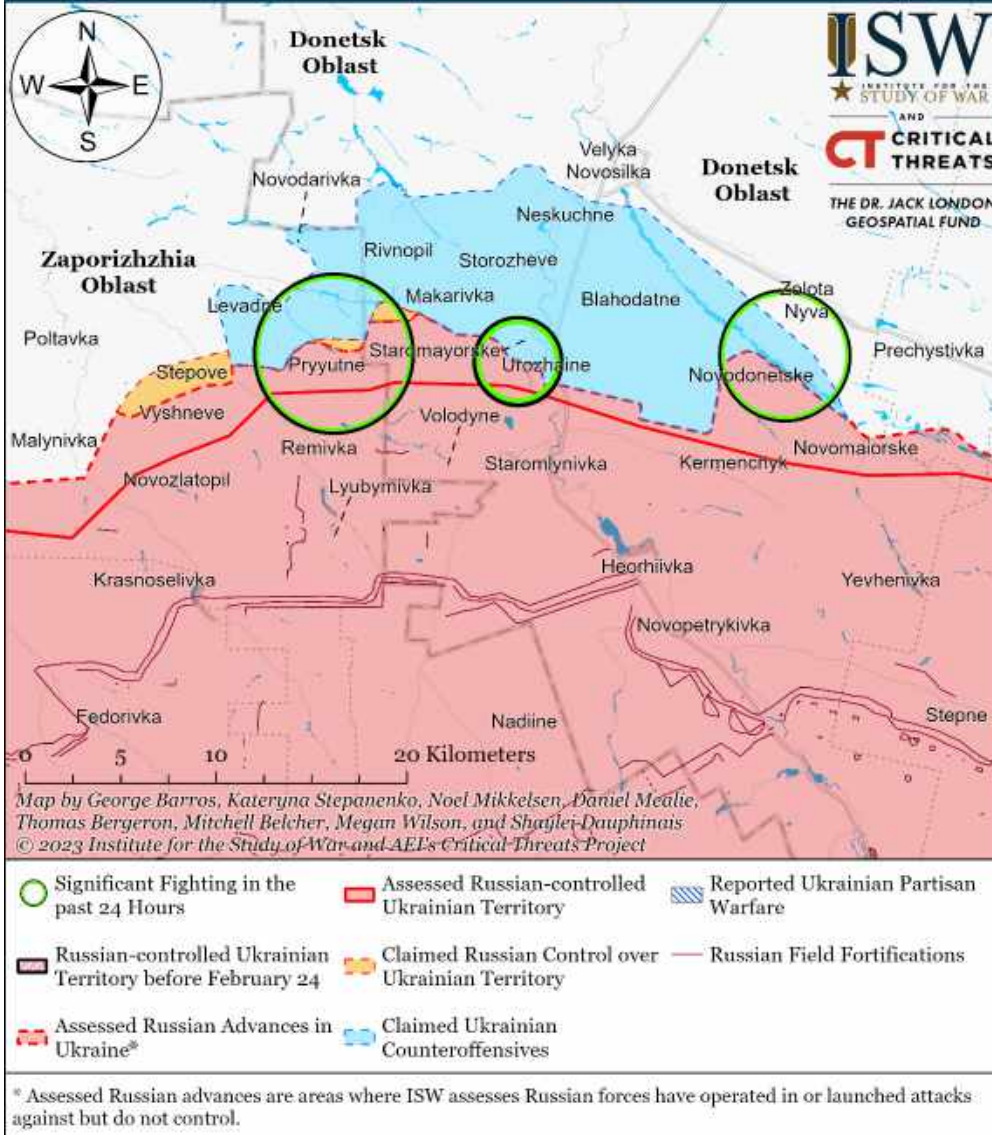 N
W E
S
Donetsk
Oblast
ISW
INSTITUTE FOR THE
STUDY OF WAR
AND
CT CRITICAL
THREATS
THE DR. JACK LONDON
GEOSPATIAL FUND
Velyka
Novosilka
Donetsk
Oblast
Novodarivka
Neskuchne
Rivnopil
Storozheve
Zaporizhzhia
Oblast
Levadne
Makarivka
Blahodatne
Zolota
Nyva
Poltavka
Staromayorske
Prechystivka
Stepove
Pryyutne
Urozhaine
Novodonetske
Vyshneve
Volodyne
Malynivka
Remivka
Novomaiorske
Staromlynivka
Kermenchyk
Novozlatopil
Lyubymivka
Krasnoselivka
Heorhiivka
Yevhenivka
Novopetrykivka
Fedorivka
Nadiine
Stepne
0 5 10 20 Kilometers
Map by George Barros, Kateryna Stepanenko, Noel Mikkelsen, Daniel Mealie,
Thomas Bergeron, Mitchell Belcher, Megan Wilson, and Shaylei Dauphinais
© 2023 Institute for the Study of War and AEI's Critical Threats Project
Significant Fighting in the
past 24 Hours
Assessed Russian-controlled
Ukrainian Territory
Reported Ukrainian Partisan
Warfare
Russian-controlled Ukrainian
Territory before February 24
Claimed Russian Control over
Ukrainian Territory
Russian Field Fortifications
Assessed Russian Advances in
Ukraine*
Claimed Ukrainian
Counteroffensives
* Assessed Russian advances are areas where ISW assesses Russian forces have operated in or launched attacks
against but do not control.